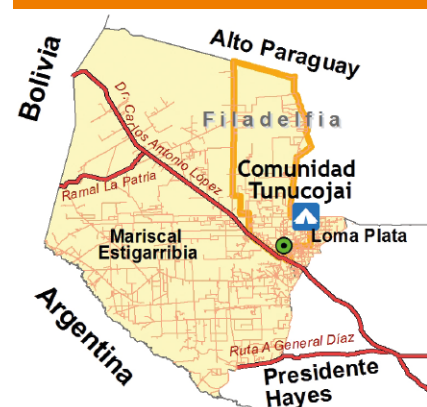 Alto Paraguay
Bolivia
Filadelfia
Dr. Carlos Antonio López
Comunidad
Tunucojai
Ramal La Patria
Mariscal
Estigarribia
Loma Plata
Argentina
Ruta A General Díaz
Presidente
Hayes